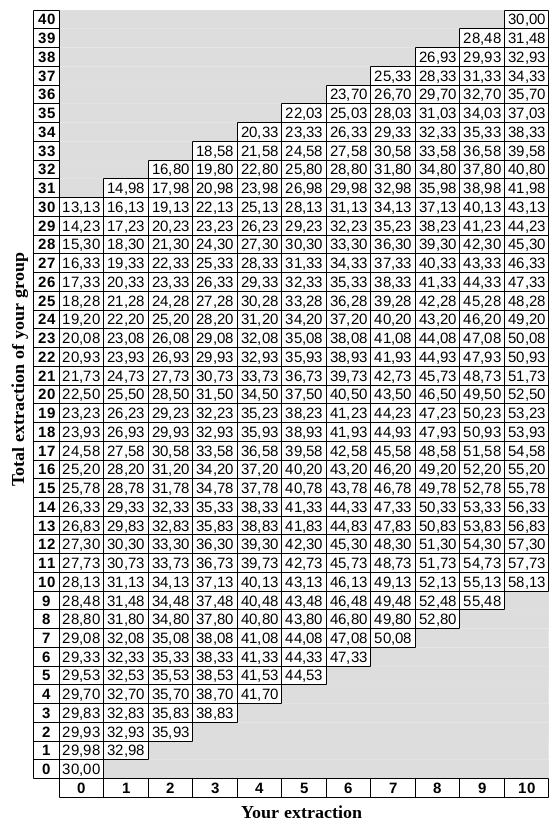 40 30,00
39 28,48 31,48
38 26,93 29,93 32,93
37 25,33 28,33 31,33 34,33
36 23,70 26,70 29,70 32,70 35,70
35 22,03 25,03 28,03 31,03 34,03 37,03
34 20,33 23,33 26,33 29,33 32,33 35,33 38,33
33 18,58 21,58 24,58 27,58 30,58 33,58 36,58 39,58
32 16,80 19,80 22,80 25,80 28,80 31,80 34,80 37,80 40,80
31 14,98 17,98 20,98 23,98 26,98 29,98 32,98 35,98 38,98 41,98
30 13,13 16,13 19,13 22,13 25,13 28,13 31,13 34,13 37,13 40,13 43,13
29 14,23 17,23 20,23 23,23 26,23 29,23 32,23 35,23 38,23 41,23 44,23
28 15,30 18,30 21,30 24,30 27,30 30,30 33,30 36,30 39,30 42,30 45,30
27 16,33 19,33 22,33 25,33 28,33 31,33 34,33 37,33 40,33 43,33 46,33
26 17,33 20,33 23,33 26,33 29,33 32,33 35,33 38,33 41,33 44,33 47,33
25 18,28 21,28 24,28 27,28 30,28 33,28 36,28 39,28 42,28 45,28 48,28
24 19,20 22,20 25,20 28,20 31,20 34,20 37,20 40,20 43,20 46,20 49,20
23 20,08 23,08 26,08 29,08 32,08 35,08 38,08 41,08 44,08 47,08 50,08
22 20,93 23,93 26,93 29,93 32,93 35,93 38,93 41,93 44,93 47,93 50,93
21 21,73 24,73 27,73 30,73 33,73 36,73 39,73 42,73 45,73 48,73 51,73
20 22,50 25,50 28,50 31,50 34,50 37,50 40,50 43,50 46,50 49,50 52,50
19 23,23 26,23 29,23 32,23 35,23 38,23 41,23 44,23 47,23 50,23 53,23
18 23,93 26,93 29,93 32,93 35,93 38,93 41,93 44,93 47,93 50,93 53,93
17 24,58 27,58 30,58 33,58 36,58 39,58 42,58 45,58 48,58 51,58 54,58
16 25,20 28,20 31,20 34,20 37,20 40,20 43,20 46,20 49,20 52,20 55,20
15 25,78 28,78 31,78 34,78 37,78 40,78 43,78 46,78 49,78 52,78 55,78
14 26,33 29,33 32,33 35,33 38,33 41,33 44,33 47,33 50,33 53,33 56,33
13 26,83 29,83 32,83 35,83 38,83 41,83 44,83 47,83 50,83 53,83 56,83
12 27,30 30,30 33,30 36,30 39,30 42,30 45,30 48,30 51,30 54,30 57,30
11 27,73 30,73 33,73 36,73 39,73 42,73 45,73 48,73 51,73 54,73 57,73
10 28,13 31,13 34,13 37,13 40,13 43,13 46,13 49,13 52,13 55,13 58,13
9 28,48 31,48 34,48 37,48 40,48 43,48 46,48 49,48 52,48 55,48
8 28,80 31,80 34,80 37,80 40,80 43,80 46,80 49,80 52,80
7 29,08 32,08 35,08 38,08 41,08 44,08 47,08 50,08
6 29,33 32,33 35,33 38,33 41,33 44,33 47,33
5 29,53 32,53 35,53 38,53 41,53 44,53
4 29,70 32,70 35,70 38,70 41,70
3 29,83 32,83 35,83 38,83
2 29,93 32,93 35,93
1 29,98 32,98
0 30,00
0 1 2 3 4 5 6 7 8 9 10
Your extraction
Total extraction of your group